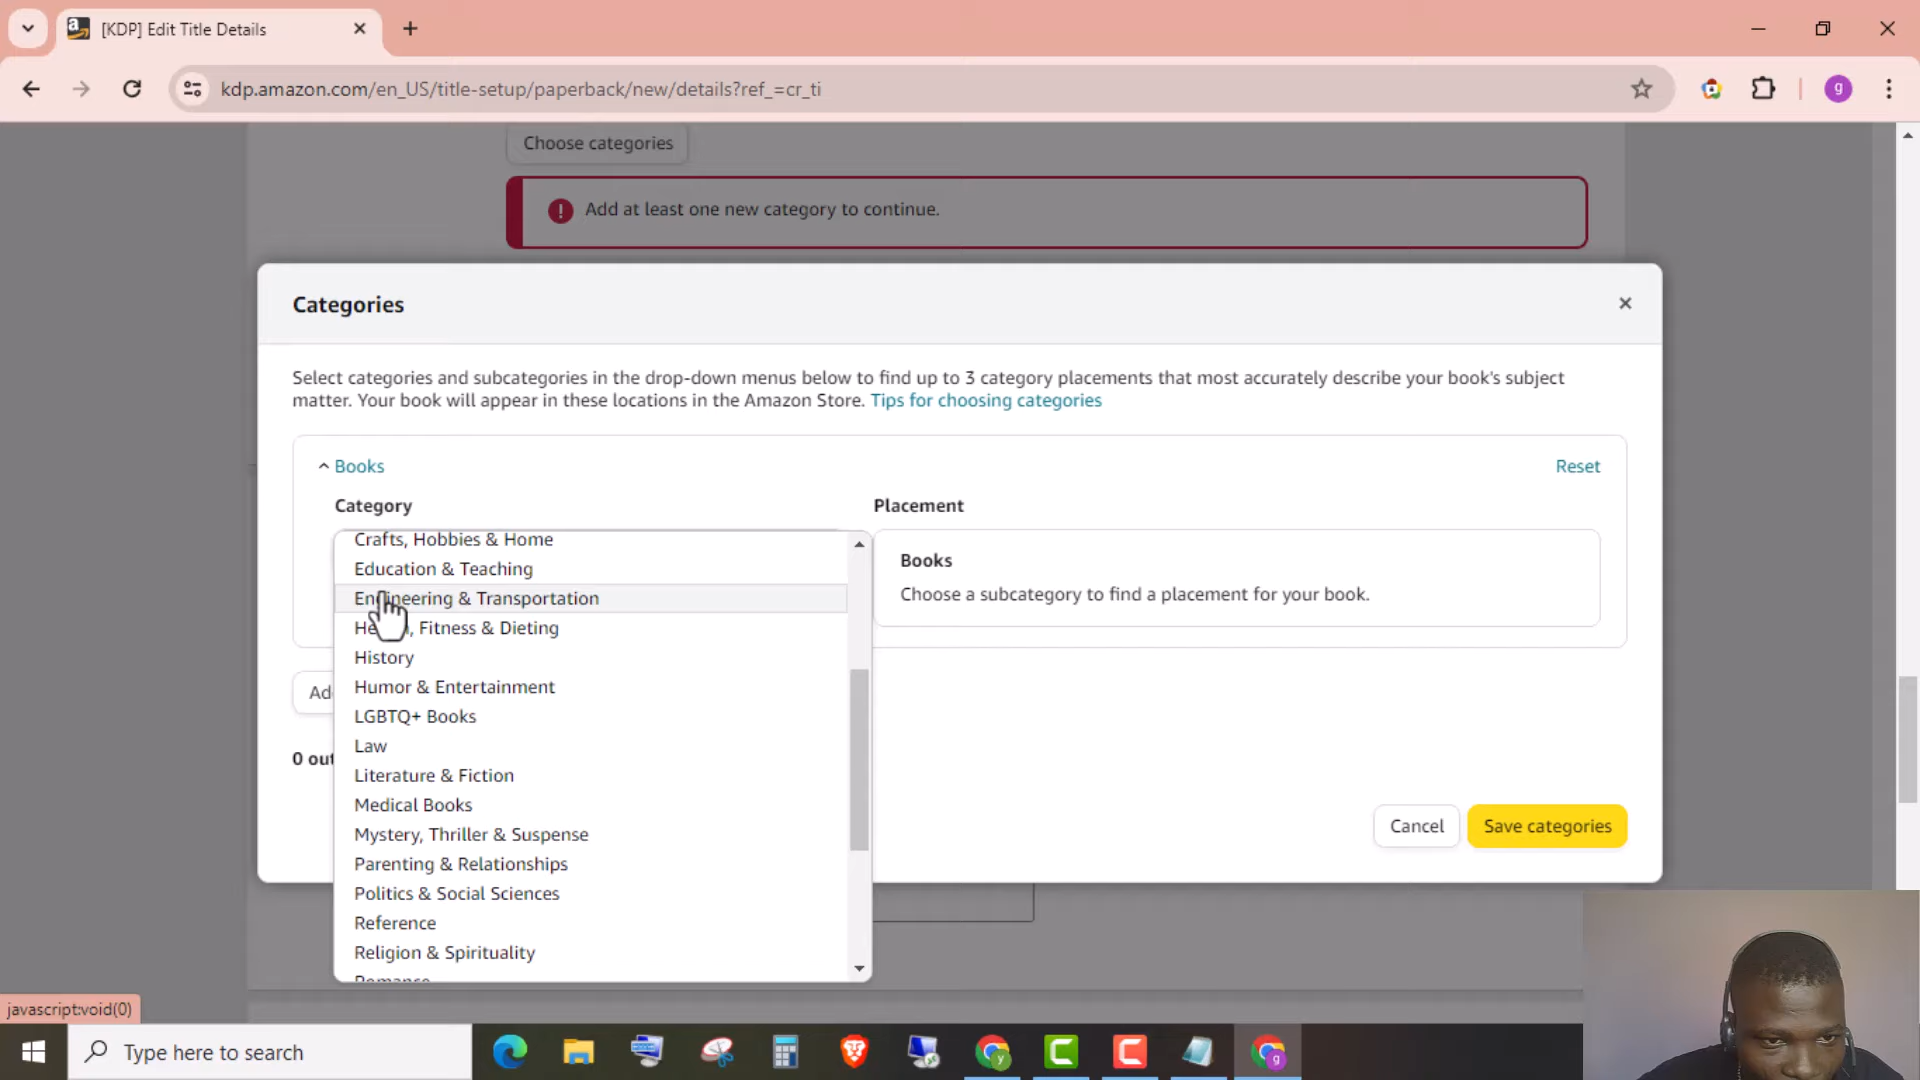 [KDP] Edit Title Details
kdp.amazon.com/en_US/title-setup/paperback/new/details?ref_=cr_ti
g
Choose categories
Add at least one new category to continue.
Categories
Select categories and subcategories in the drop-down menus below to find up to 3 category placements that most accurately describe your book's subject
matter. Your book will appear in these locations in the Amazon Store. Tips for choosing categories
Books
Reset
Category
Placement
Crafts, Hobbies & Home
Education & Teaching
Engineering & Transportation
Fitness & Dieting
History
Humor & Entertainment
LGBTQ+ Books
Law
Literature & Fiction
Medical Books
Mystery, Thriller & Suspense
Parenting & Relationships
Politics & Social Sciences
Reference
Religion & Spirituality
Books
Choose a subcategory to find a placement for your book.
0
Cancel
Save categories
javascript:void(0)
Type here to search